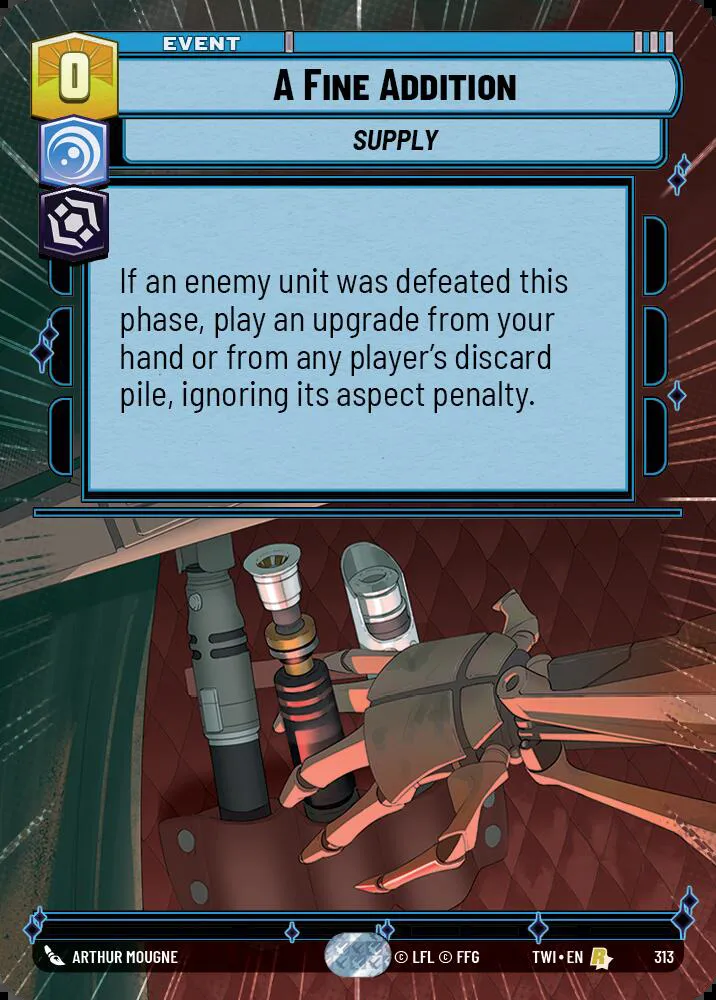 EVENT
0
A FINE ADDITION
SUPPLY
If an enemy unit was defeated this
phase, play an upgrade from your
hand or from any player's discard
pile, ignoring its aspect penalty.
ARTHUR MOUGNE
© LFL © FFG
TWI•EN
R
313